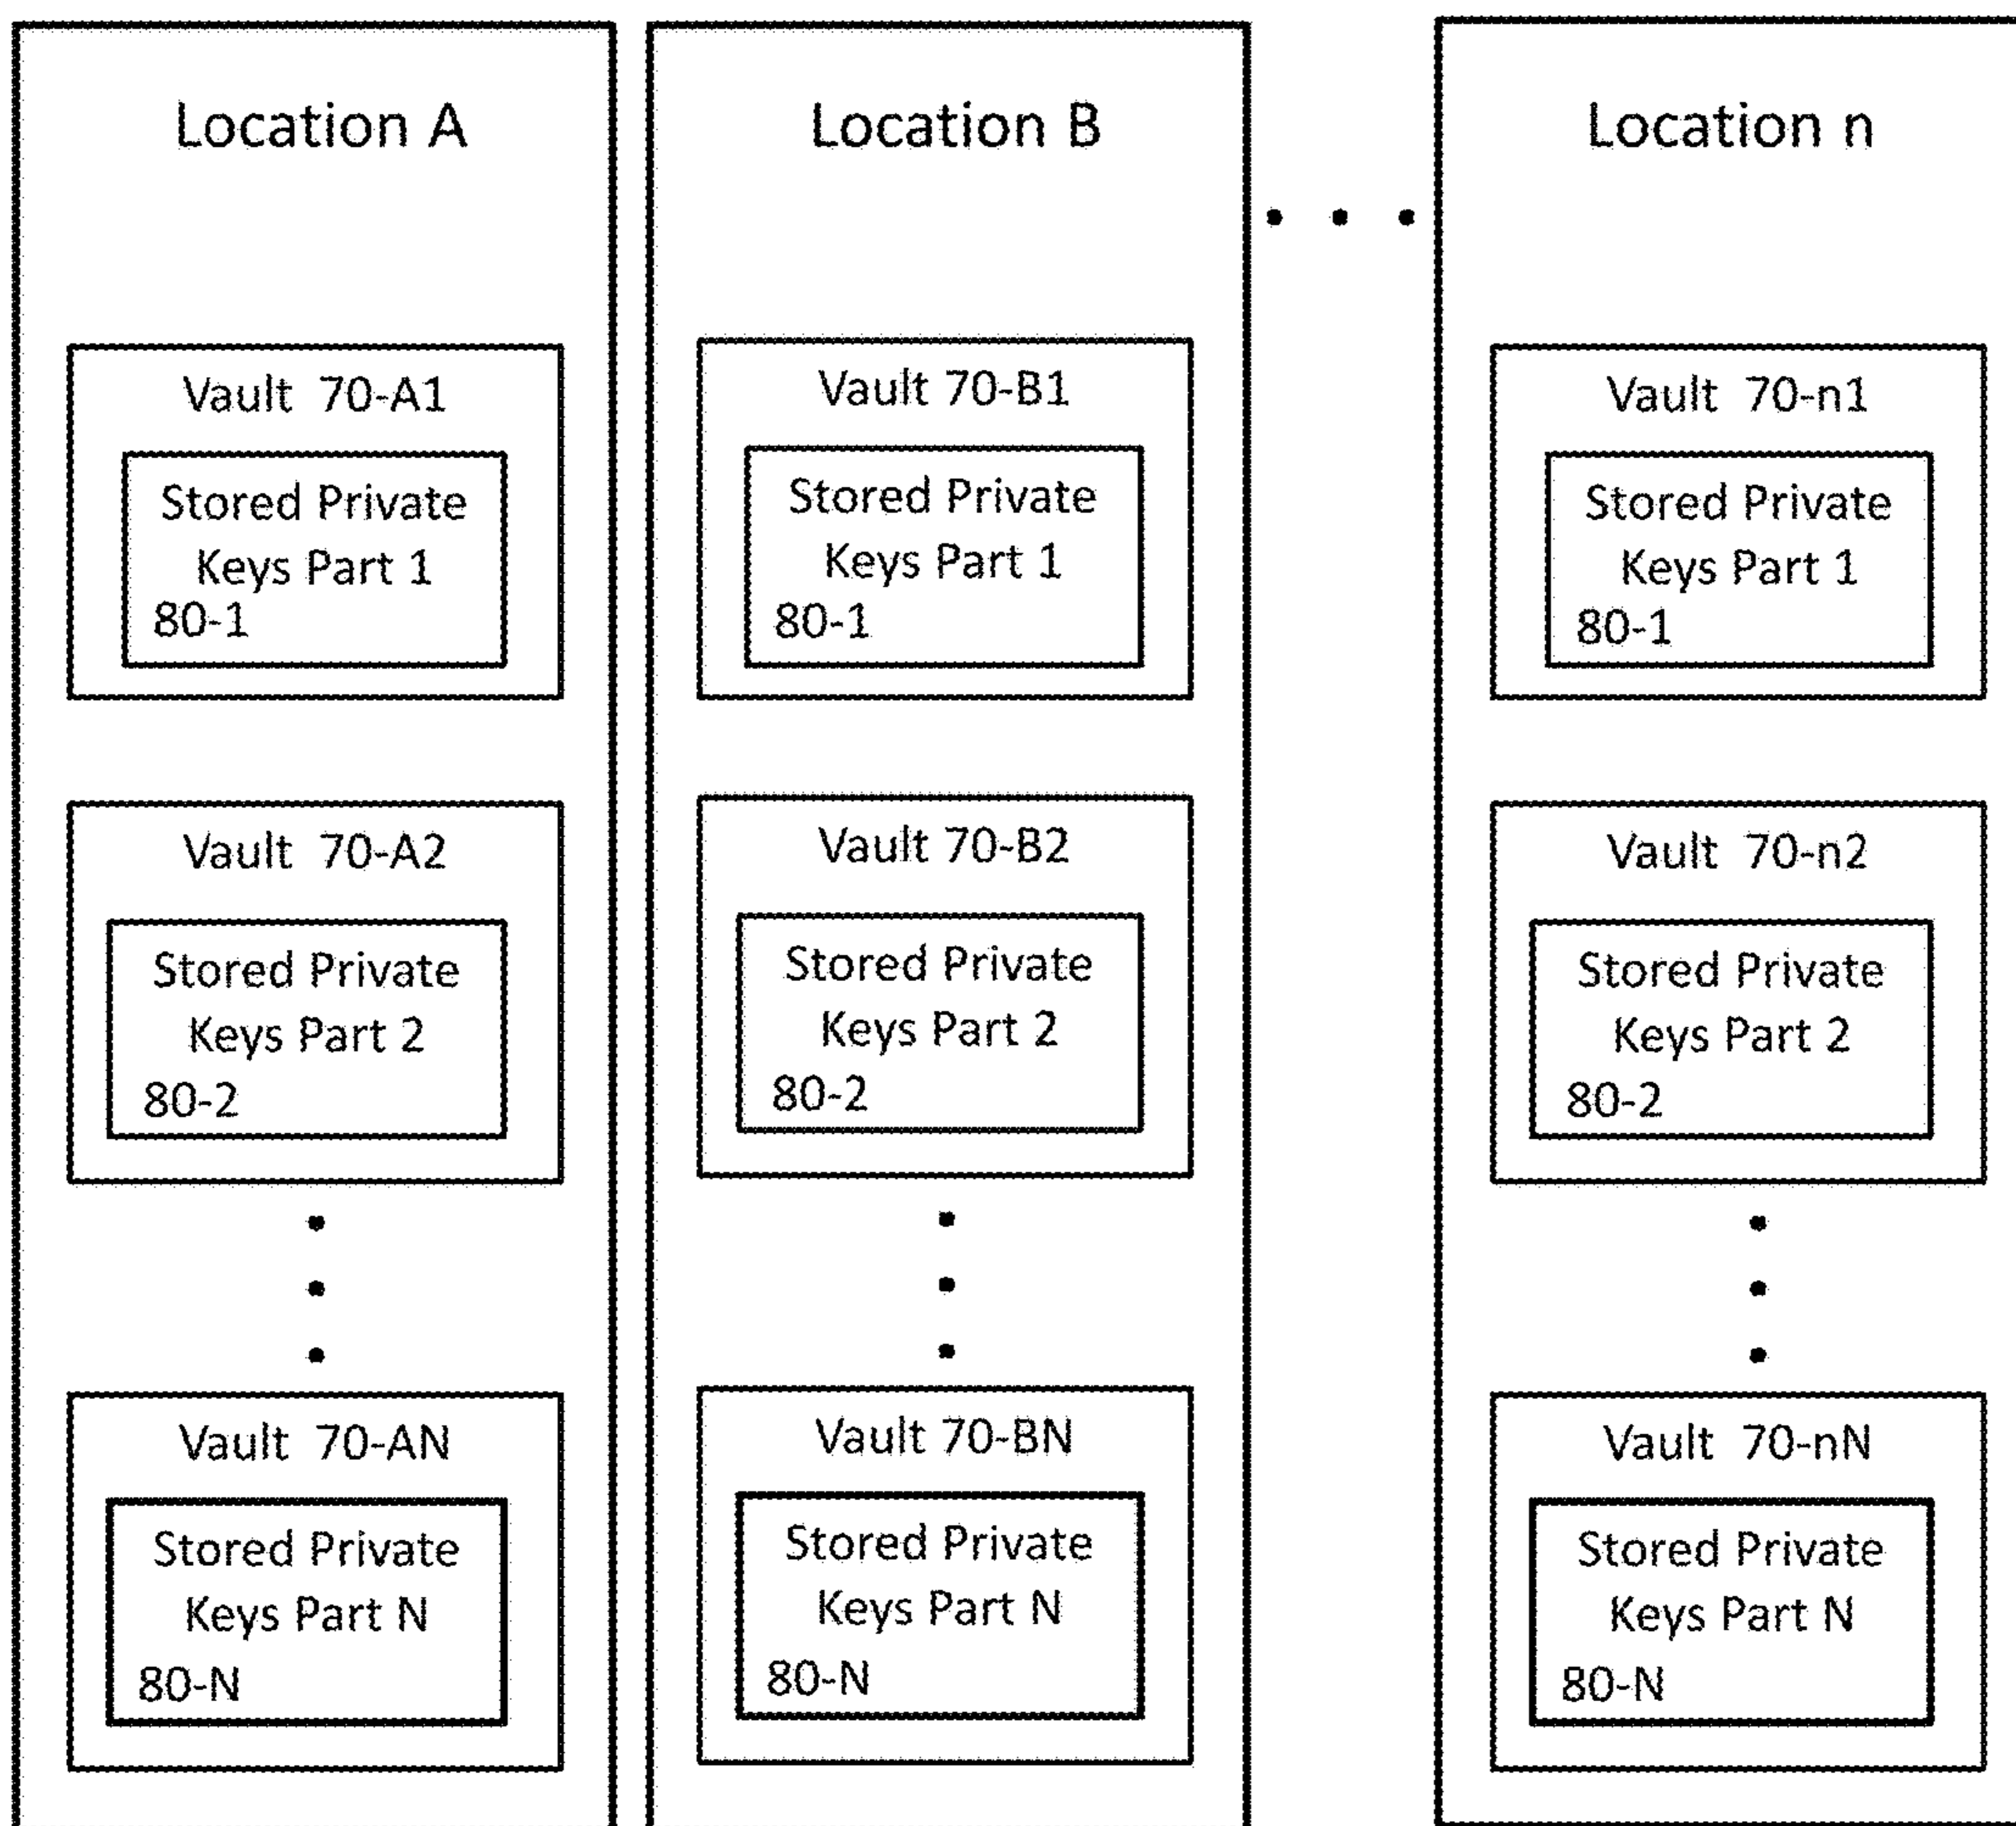 Location A
Vault 70-A1
Stored Private
Keys Part 1
80-1
Vault 70-A2
Stored Private
Keys Part 2
80-2
Vault 70-AN
Stored Private
Keys Part N
80-N
Location B
Vault 70-B1
Stored Private
Keys Part 1
80-1
Vault 70-B2
Stored Private
Keys Part 2
80-2
Vault 70-BN
Stored Private
Keys Part N
80-N
Location n
Vault 70-n1
Stored Private
Keys Part 1
80-1
Vault 70-n2
Stored Private
Keys Part 2
80-2
Vault 70-nN
Stored Private
Keys Part N
80-N